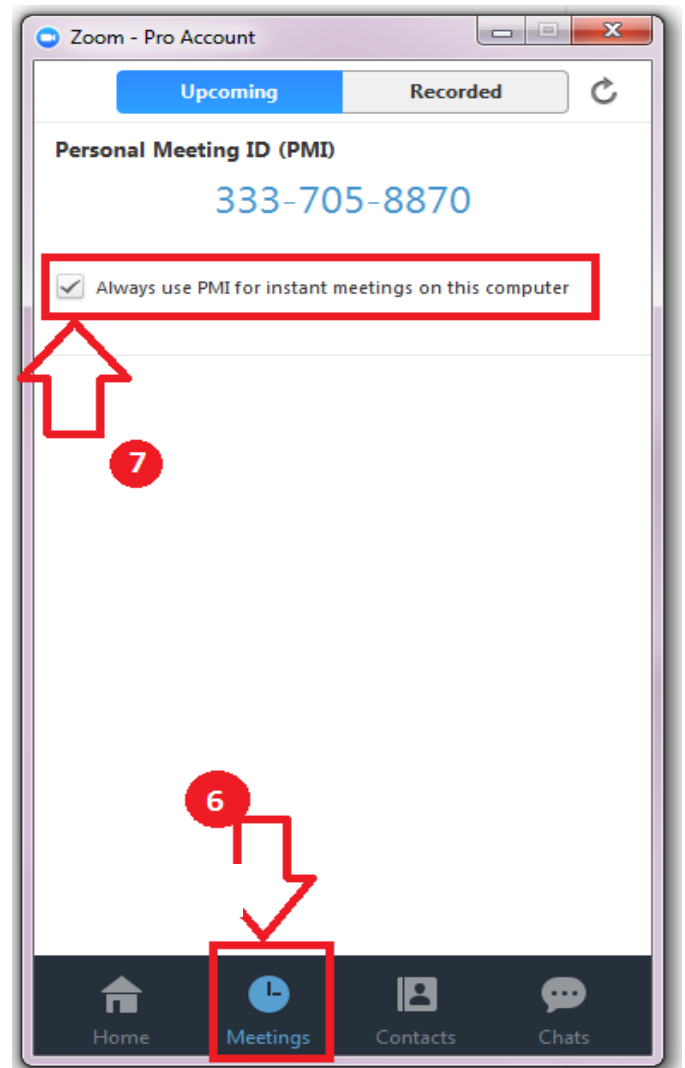 Zoom - Pro Account
Upcoming Recorded
Personal Meeting ID (PMI)
333-705-8870
Always use PMI for instant meetings on this computer
7
6
Home Meetings Contacts Chats